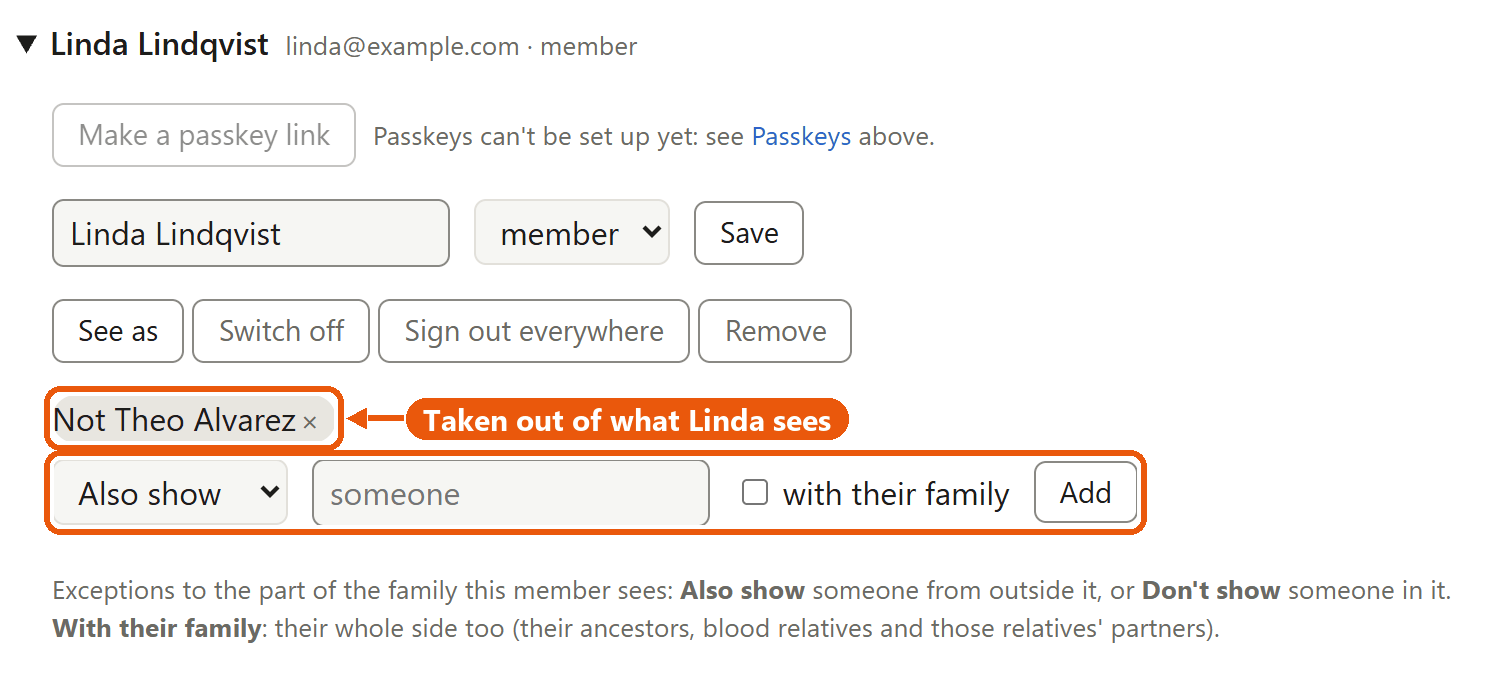 ▼ Linda Lindqvist linda@example.com · member
Make a passkey link Passkeys can't be set up yet: see Passkeys above.
Linda Lindqvist member Save
See as Switch off Sign out everywhere Remove
Not Theo Alvarez × Taken out of what Linda sees
Also show someone with their family Add
Exceptions to the part of the family this member sees: Also show someone from outside it, or Don't show someone in it.
With their family: their whole side too (their ancestors, blood relatives and those relatives' partners).